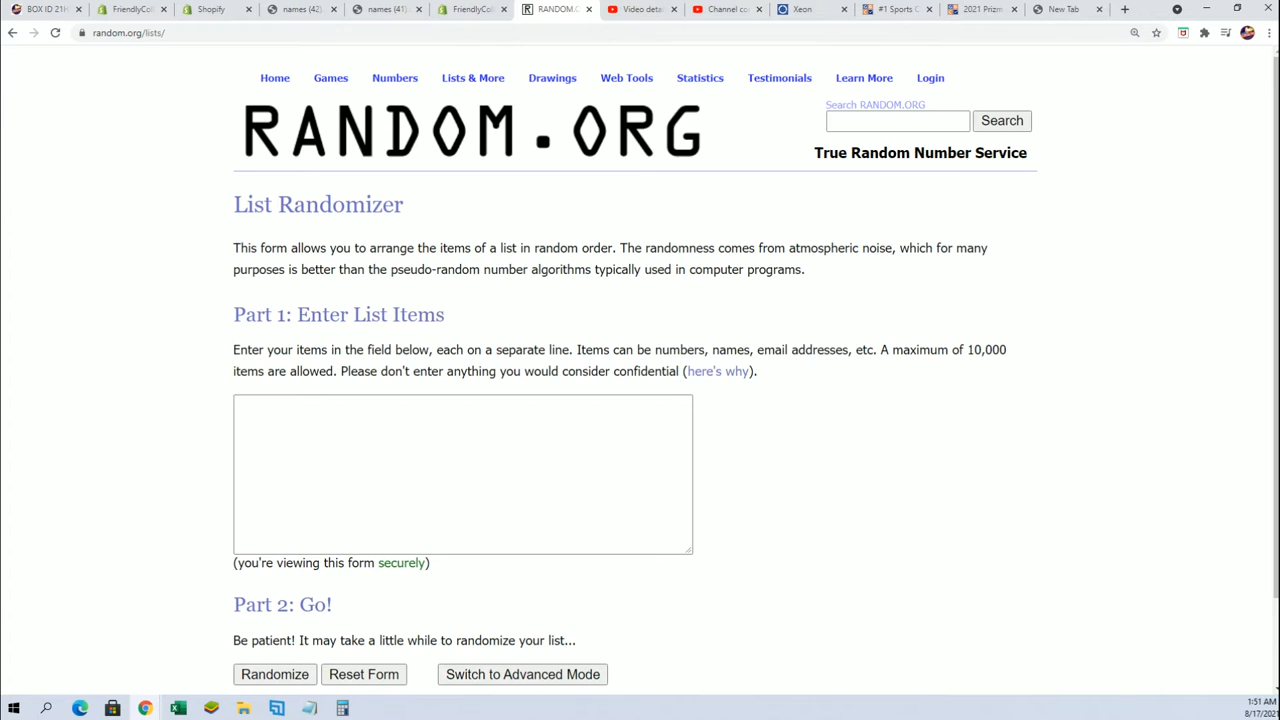 BOX ID 21H
FriendlyCol
Shopify
names (42)
names (41)
FriendlyCol
RANDOM.O
Video detai
Channel co
Xeon
#1 Sports C
2021 Prizm
New Tab
random.org/lists/
Home Games Numbers Lists & More Drawings Web Tools Statistics Testimonials Learn More Login
RANDOM.ORG
Search RANDOM.ORG
Search
True Random Number Service
List Randomizer
This form allows you to arrange the items of a list in random order. The randomness comes from atmospheric noise, which for many
purposes is better than the pseudo-random number algorithms typically used in computer programs.
Part 1: Enter List Items
Enter your items in the field below, each on a separate line. Items can be numbers, names, email addresses, etc. A maximum of 10,000
items are allowed. Please don't enter anything you would consider confidential (here's why).
(you're viewing this form securely)
Part 2: Go!
Be patient! It may take a little while to randomize your list...
Randomize Reset Form Switch to Advanced Mode
1:51 AM